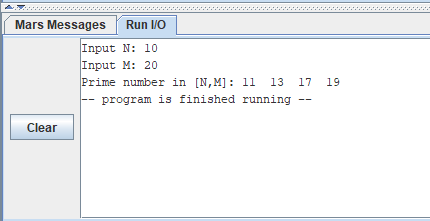 Mars Messages Run I/O
Input N: 10
Input M: 20
Prime number in [N,M]: 11  13  17  19
-- program is finished running --
Clear